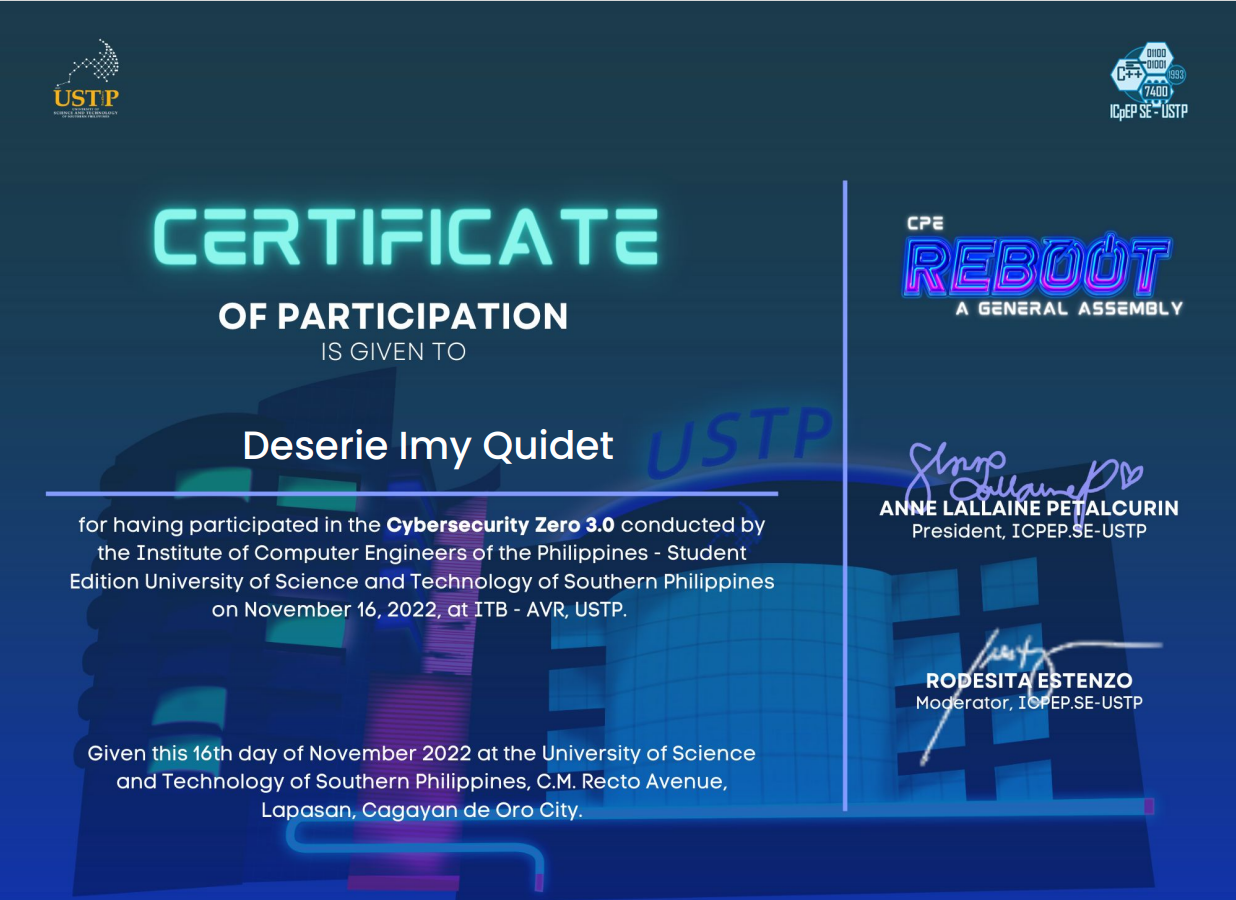 USTP
UNIVERSITY OF
SCIENCE AND TECHNOLOGY
OF SOUTHERN PHILIPPINES
01100
01001
C++
1993
7400
ICpEP SE - USTP
CERTIFICATE
OF PARTICIPATION
IS GIVEN TO
Deserie Imy Quidet
USTP
for having participated in the Cybersecurity Zero 3.0 conducted by
the Institute of Computer Engineers of the Philippines - Student
Edition University of Science and Technology of Southern Philippines
on November 16, 2022, at ITB - AVR, USTP.
Given this 16th day of November 2022 at the University of Science
and Technology of Southern Philippines, C.M. Recto Avenue,
Lapasan, Cagayan de Oro City.
CPE
REBOOT
A GENERAL ASSEMBLY
ANNE LALLAINE PETALCURIN
President, ICPEP.SE-USTP
RODESITA ESTENZO
Moderator, ICPEP.SE-USTP